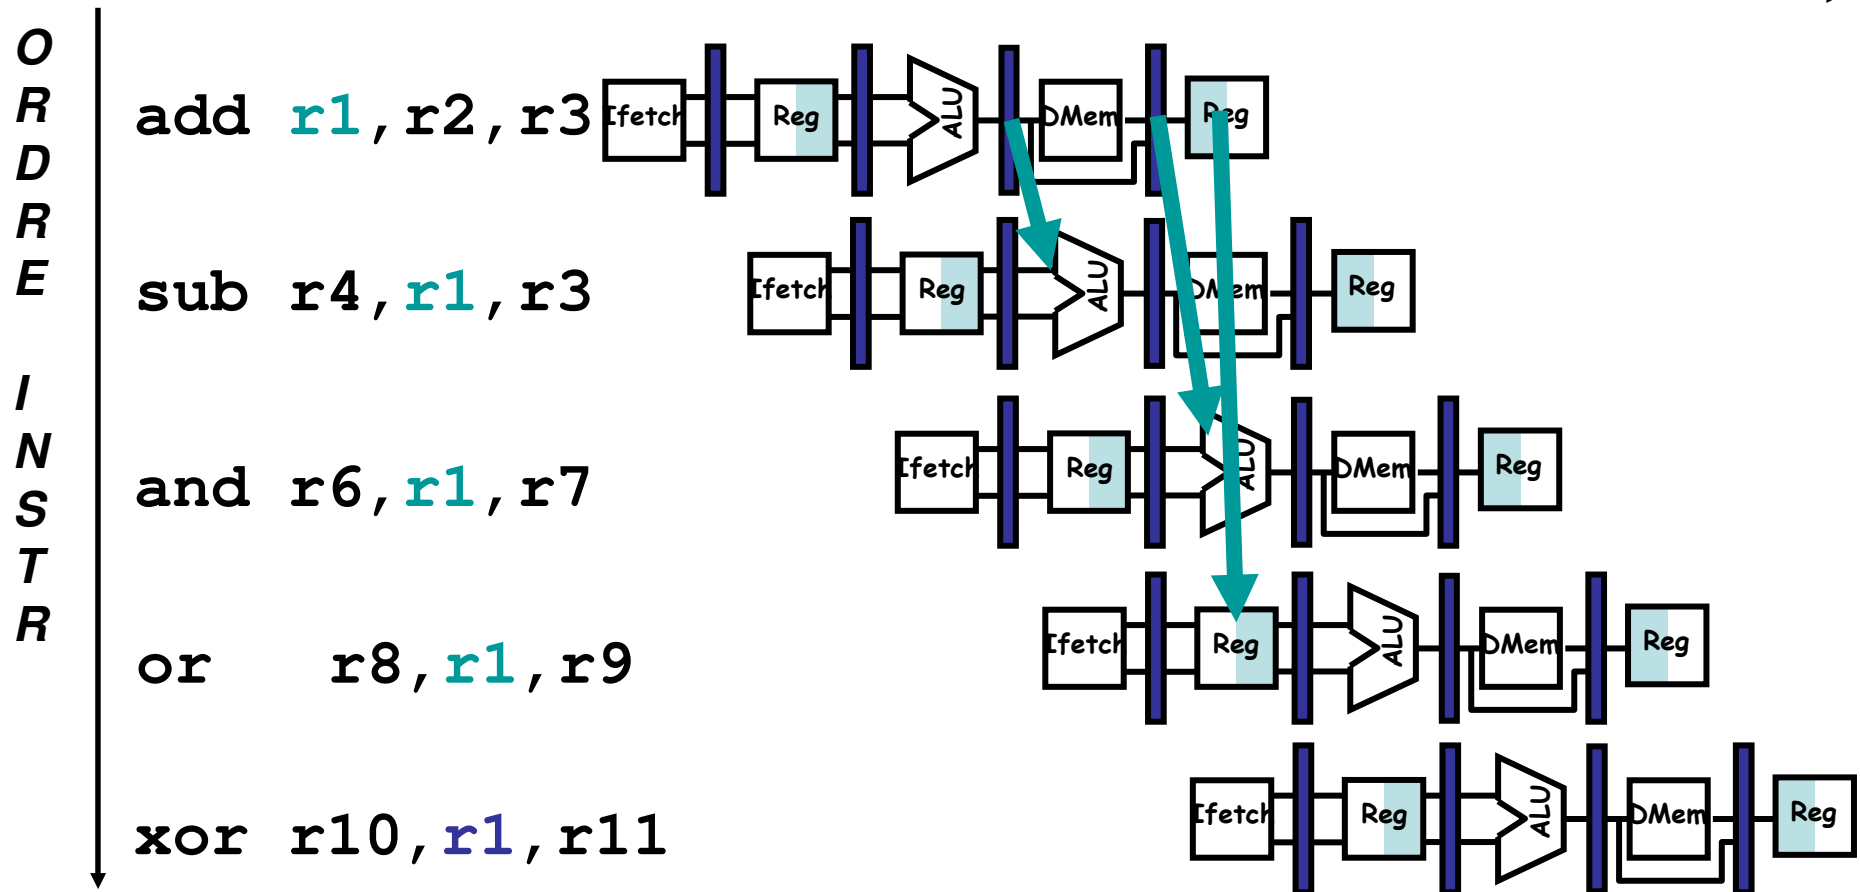 O
R
D
R
E
I
N
S
T
R
add r1,r2,r3
Ifetch Reg ALU DMem Reg
sub r4,r1,r3
Ifetch Reg ALU DMem Reg
and r6,r1,r7
Ifetch Reg ALU DMem Reg
or r8,r1,r9
Ifetch Reg ALU DMem Reg
xor r10,r1,r11
Ifetch Reg ALU DMem Reg